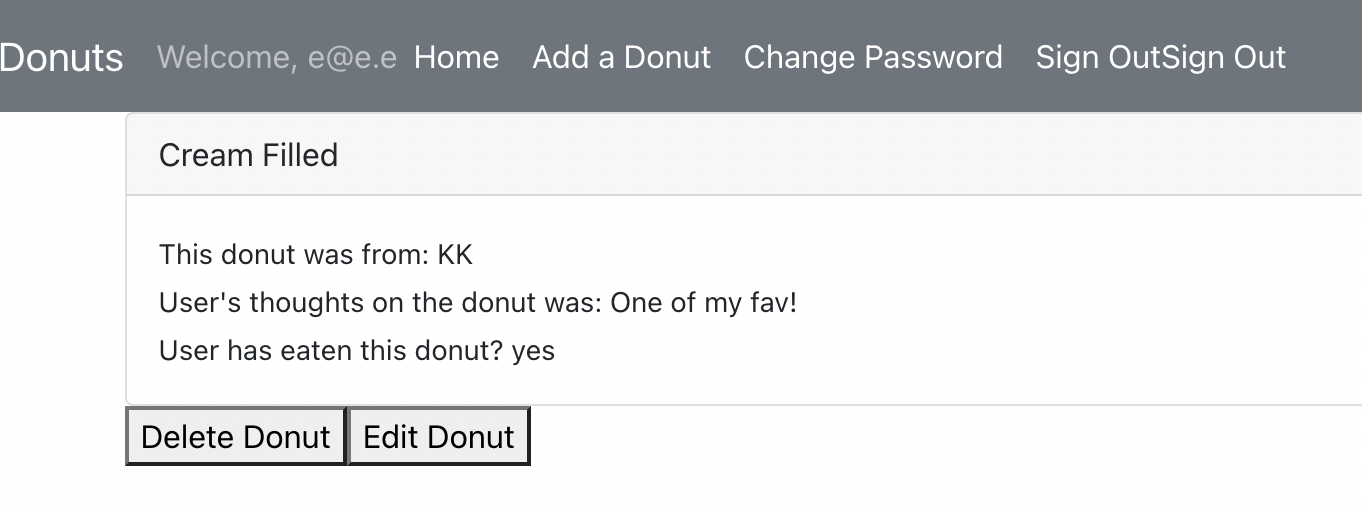 Donuts Welcome, e@e.e Home Add a Donut Change Password Sign OutSign Out
Cream Filled
This donut was from: KK
User's thoughts on the donut was: One of my fav!
User has eaten this donut? yes
Delete Donut Edit Donut